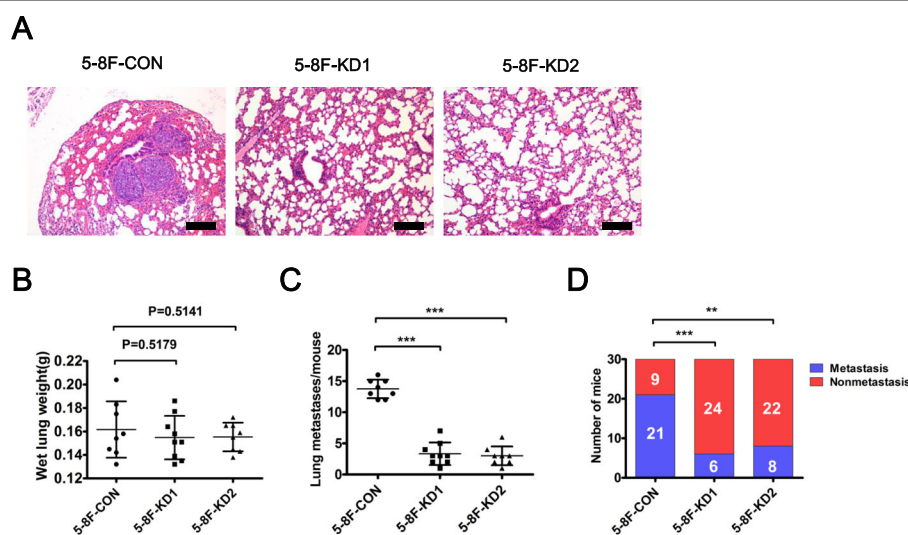 A
5-8F-CON
5-8F-KD1
5-8F-KD2
B
P=0.5141
P=0.5179
Wet lung weight(g)
0.22
0.20
0.18
0.16
0.14
0.12
5-8F-CON
5-8F-KD1
5-8F-KD2
C
***
***
Lung metastases/mouse
20
15
10
5
0
5-8F-CON
5-8F-KD1
5-8F-KD2
D
**
***
Number of mice
30
20
10
0
9
24
22
21
6
8
5-8F-CON
5-8F-KD1
5-8F-KD2
Metastasis
Nonmetastasis